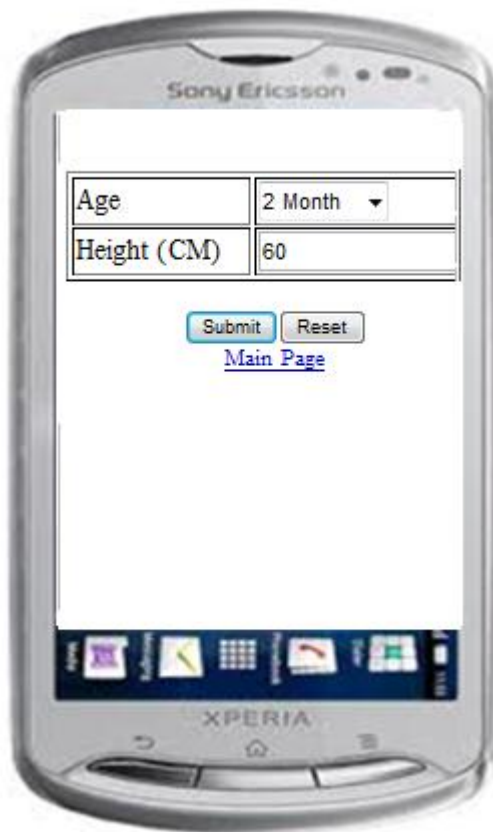 Sony Ericsson
Age 2 Month
Height (CM) 60
Submit Reset
Main Page
XPERIA